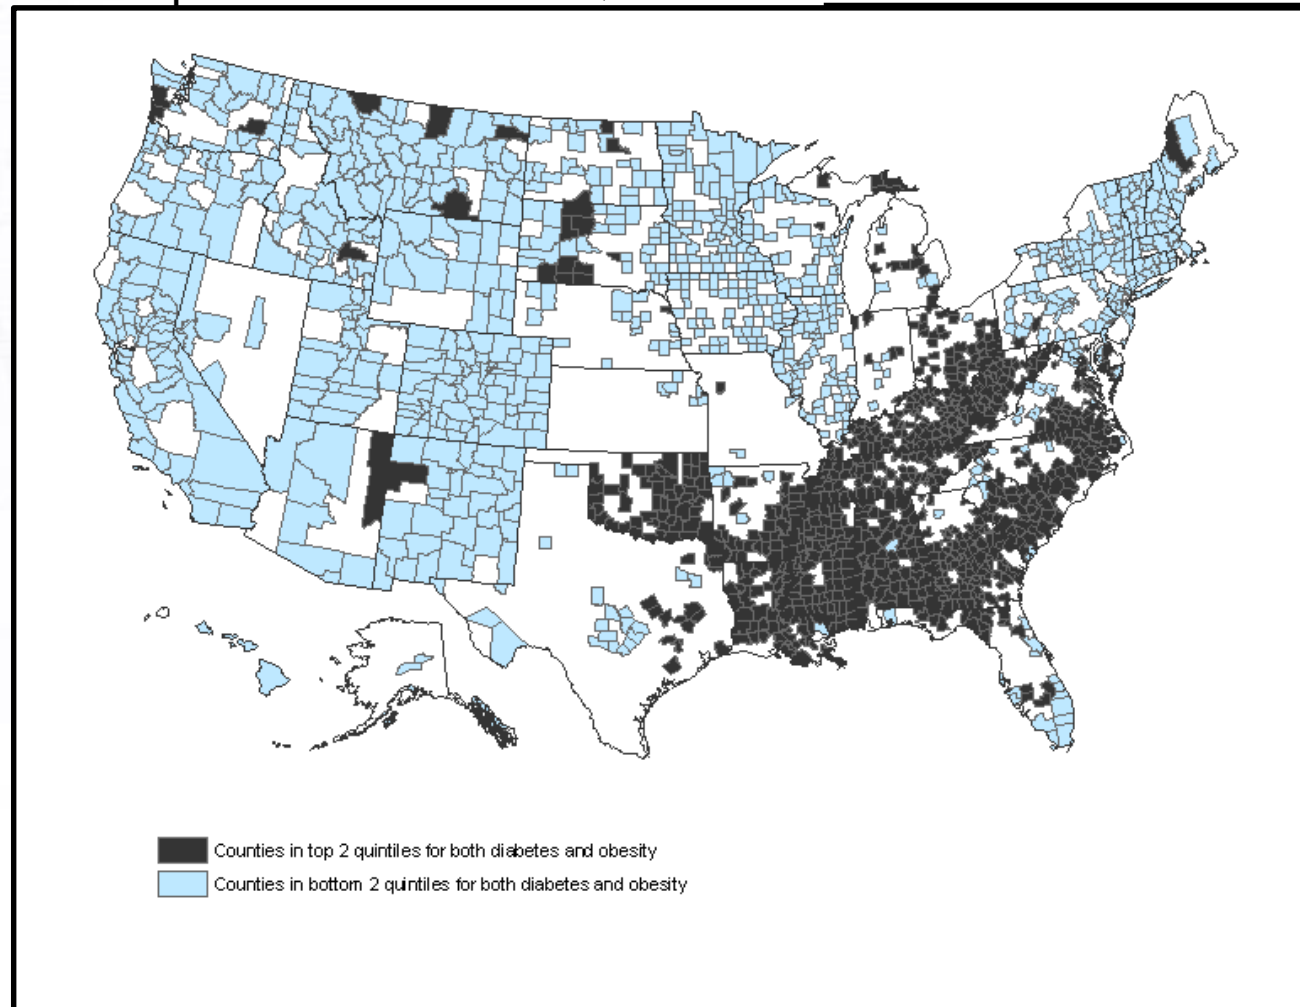 Counties in top 2 quintiles for both diabetes and obesity
Counties in bottom 2 quintiles for both diabetes and obesity